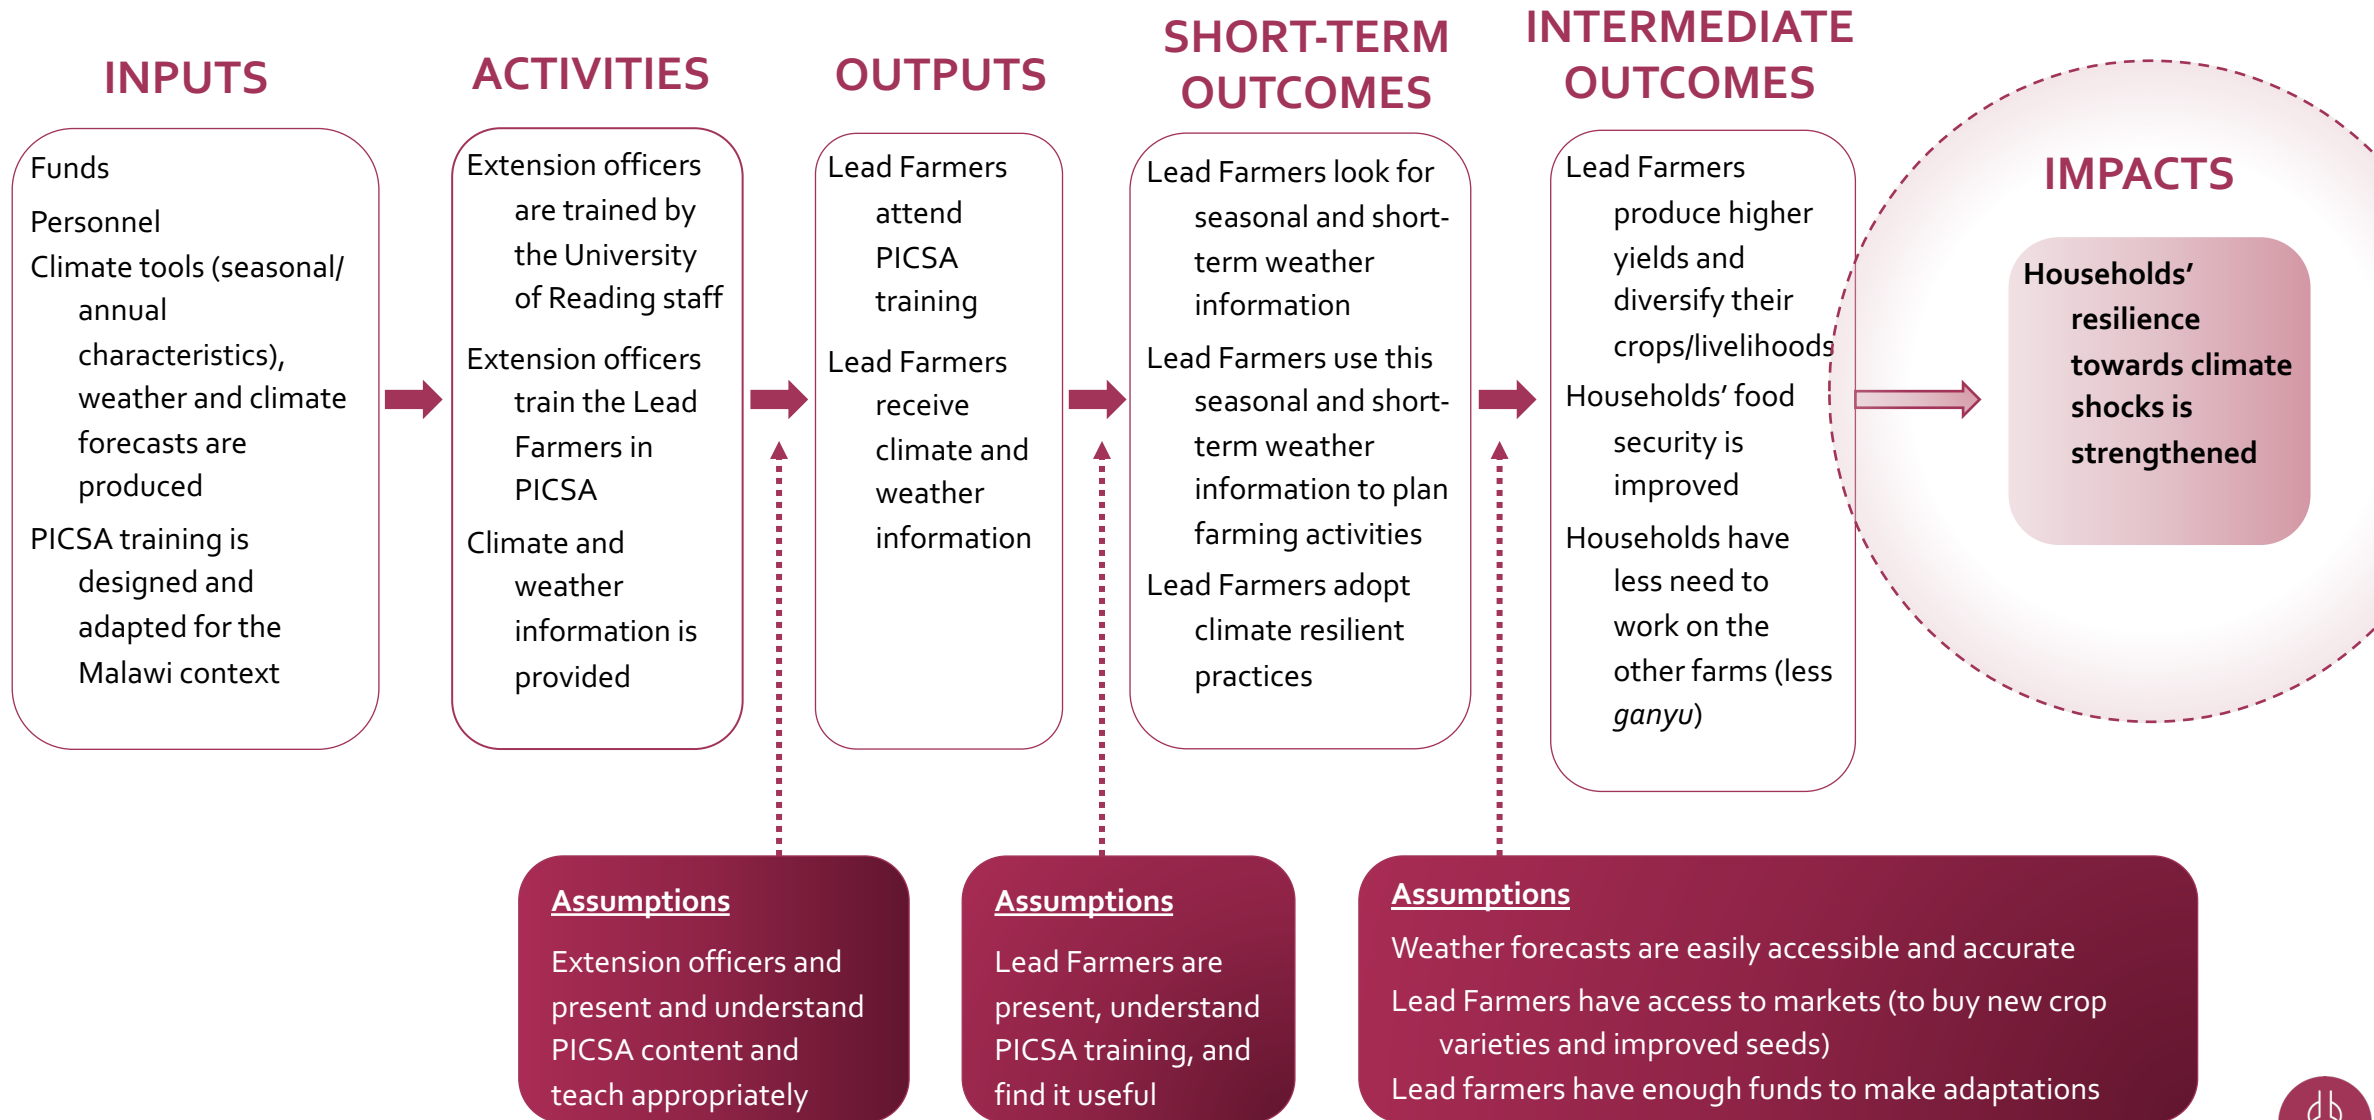 INPUTS
Funds
Personnel
Climate tools (seasonal/
annual
characteristics),
weather and climate
forecasts are
produced
PICSA training is
designed and
adapted for the
Malawi context
ACTIVITIES
Extension officers
are trained by
the University
of Reading staff
Extension officers
train the Lead
Farmers in
PICSA
Climate and
weather
information is
provided
OUTPUTS
Lead Farmers
attend
PICSA
training
Lead Farmers
receive
climate and
weather
information
SHORT-TERM
OUTCOMES
Lead Farmers look for
seasonal and short-
term weather
information
Lead Farmers use this
seasonal and short-
term weather
information to plan
farming activities
Lead Farmers adopt
climate resilient
practices
INTERMEDIATE
OUTCOMES
Lead Farmers
produce higher
yields and
diversify their
crops/livelihoods
Households' food
security is
improved
Households have
less need to
work on the
other farms (less
ganyu)
IMPACTS
Households'
resilience
towards climate
shocks is
strengthened
Assumptions
Extension officers and
present and understand
PICSA content and
teach appropriately
Assumptions
Lead Farmers are
present, understand
PICSA training, and
find it useful
Assumptions
Weather forecasts are easily accessible and accurate
Lead Farmers have access to markets (to buy new crop
varieties and improved seeds)
Lead farmers have enough funds to make adaptations